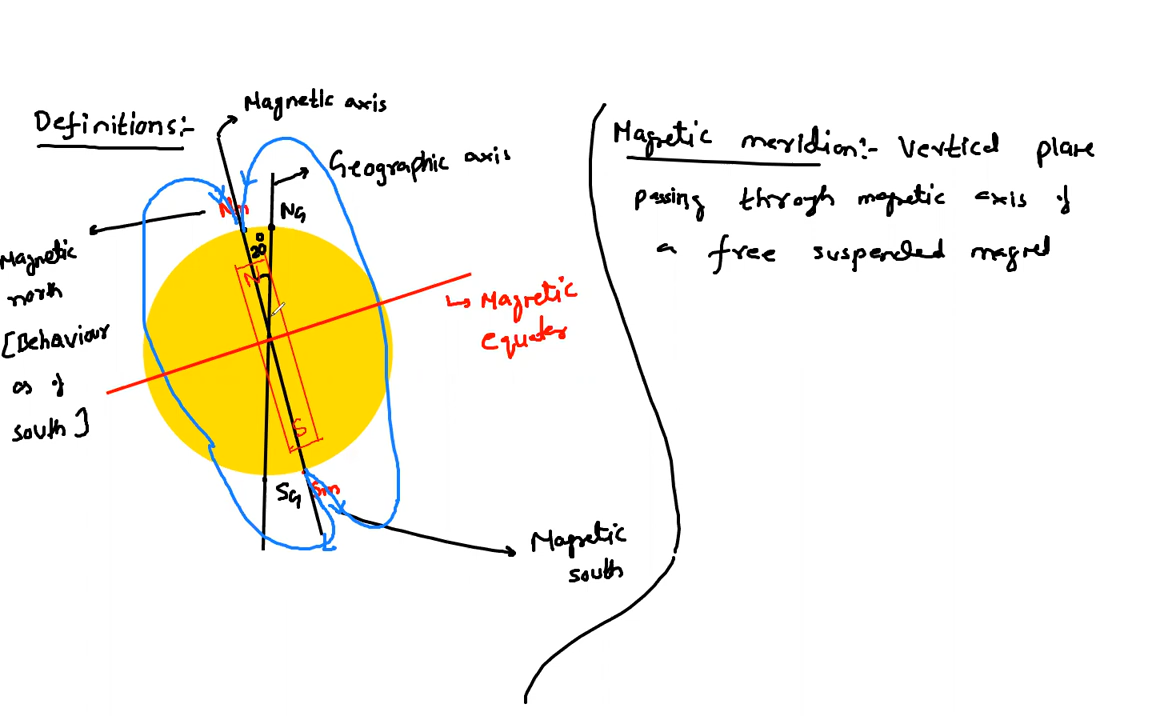 Definitions:-
Magnetic axis
Geographic axis
Nm
NG
20°
N
Magnetic
north
[Behaviour
as of
south]
↳ Magnetic
equator
S
SG
Sm
Magnetic
south
Magnetic meridion:- Vertical plane
passing through magnetic axis of
a free suspended magnet